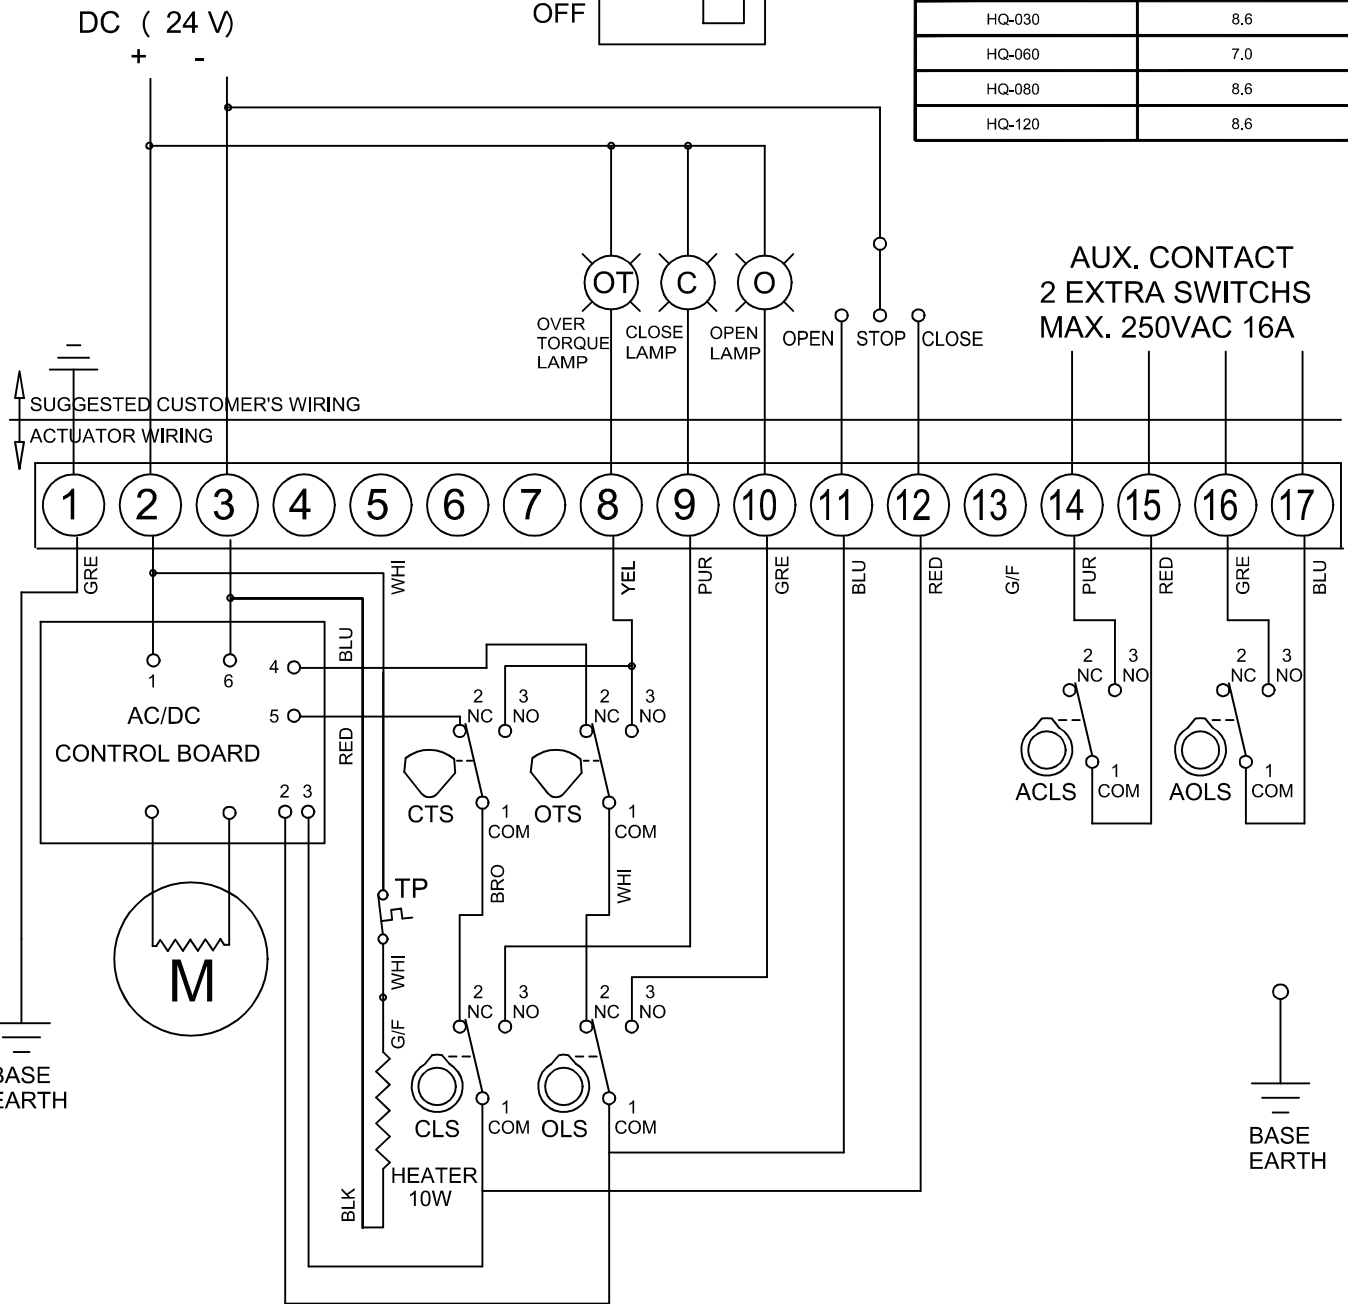 DC ( 24 V)
+ -
OFF
HQ-030 8.6
HQ-060 7.0
HQ-080 8.6
HQ-120 8.6
AUX. CONTACT
2 EXTRA SWITCHS
MAX. 250VAC 16A
OT C O
OVER
TORQUE
LAMP
CLOSE
LAMP
OPEN
LAMP
OPEN STOP CLOSE
SUGGESTED CUSTOMER'S WIRING
ACTUATOR WIRING
1 2 3 4 5 6 7 8 9 10 11 12 13 14 15 16 17
GRE WHI YEL PUR GRE BLU RED G/F PUR RED GRE BLU
1 6 4 BLU
5 RED
AC/DC
CONTROL BOARD
2 3
2 3
NC NO
CTS
1
COM
2 3
NC NO
OTS
1
COM
2 3
NC NO
ACLS
1
COM
2 3
NC NO
AOLS
1
COM
BRO WHI
TP
M
WHI
G/F
2 3
NC NO
CLS
1
COM
2 3
NC NO
OLS
1
COM
HEATER
10W
BLK
BASE
EARTH
BASE
EARTH